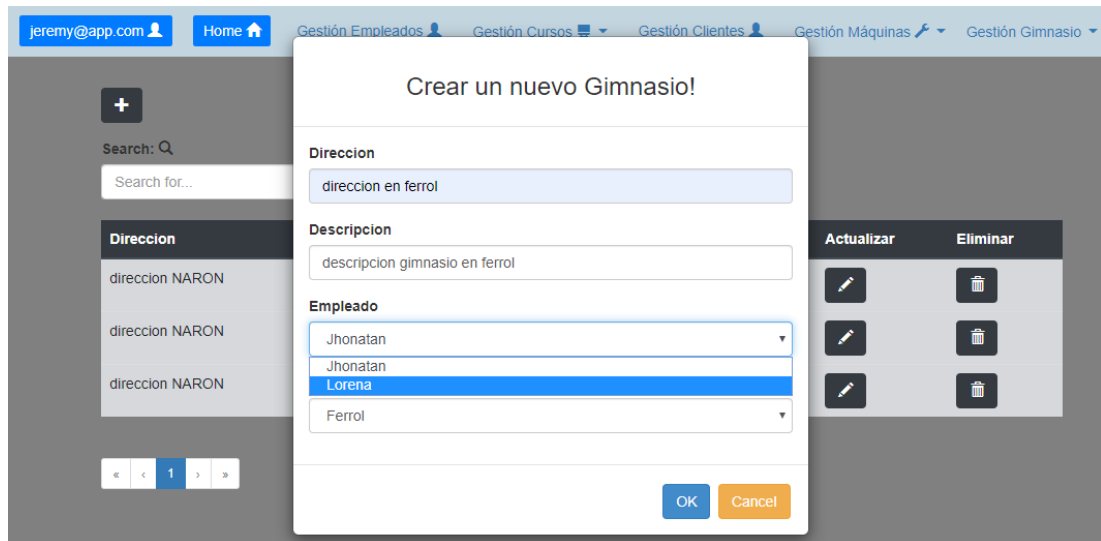 jeremy@app.com Home Gestión Empleados Gestión Cursos Gestión Clientes Gestión Máquinas Gestión Gimnasio
Crear un nuevo Gimnasio!
Search:
Search for...
Direccion
direccion en ferrol
Descripcion
descripcion gimnasio en ferrol
Empleado
Jhonatan
Jhonatan
Lorena
Ferrol
OK Cancel
Direccion Actualizar Eliminar
direccion NARON
direccion NARON
direccion NARON
« ‹ 1 › »